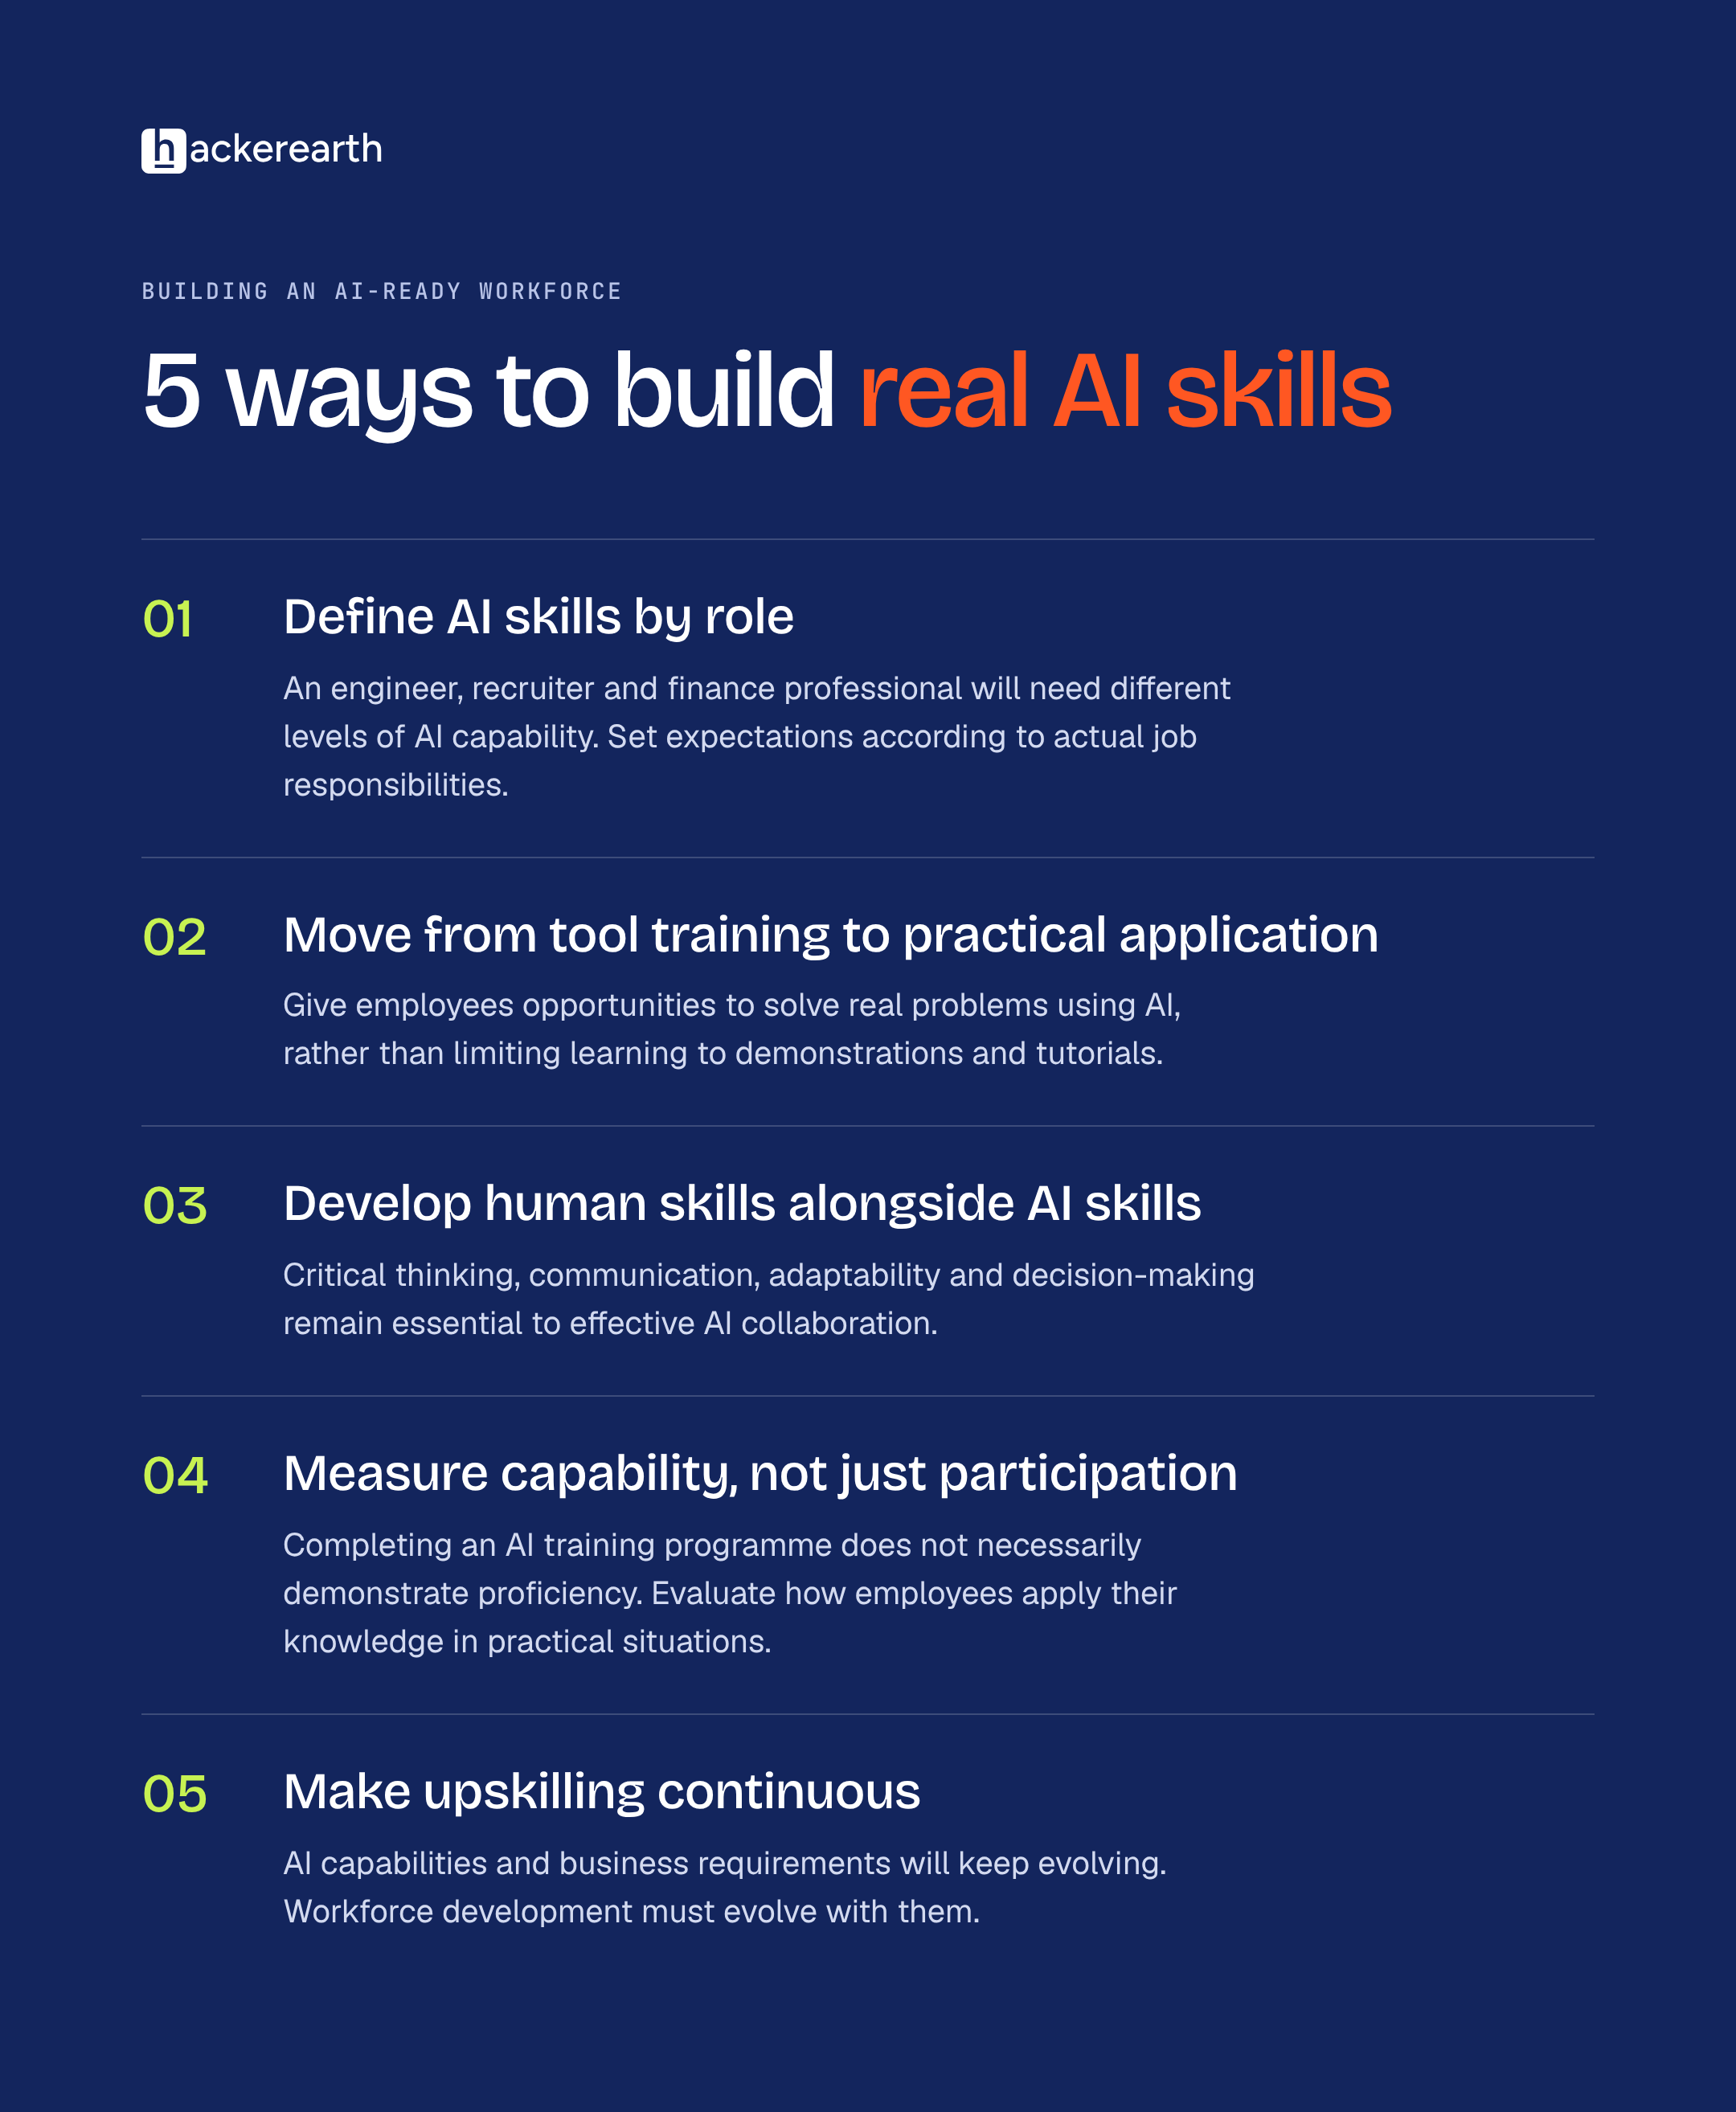 hackerearth
BUILDING AN AI-READY WORKFORCE
5 ways to build real AI skills
01
Define AI skills by role
An engineer, recruiter and finance professional will need different
levels of AI capability. Set expectations according to actual job
responsibilities.
02
Move from tool training to practical application
Give employees opportunities to solve real problems using AI,
rather than limiting learning to demonstrations and tutorials.
03
Develop human skills alongside AI skills
Critical thinking, communication, adaptability and decision-making
remain essential to effective AI collaboration.
04
Measure capability, not just participation
Completing an AI training programme does not necessarily
demonstrate proficiency. Evaluate how employees apply their
knowledge in practical situations.
05
Make upskilling continuous
AI capabilities and business requirements will keep evolving.
Workforce development must evolve with them.